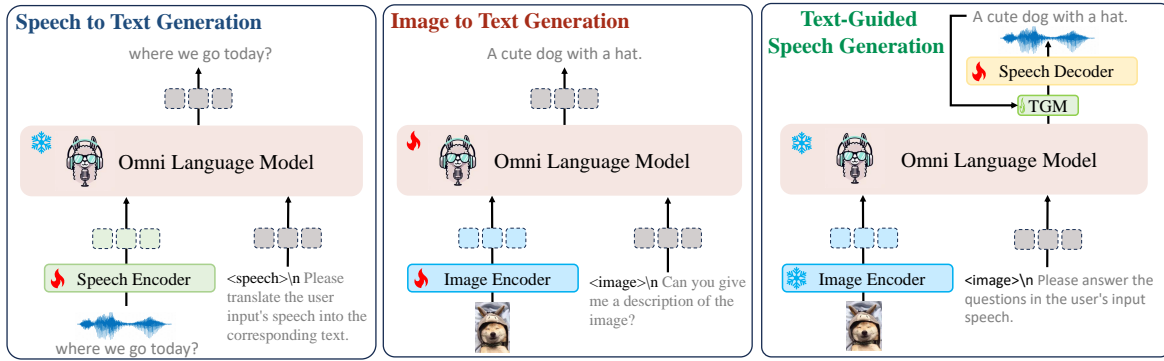 Speech to Text Generation
where we go today?
Omni Language Model
Speech Encoder
<speech>\n Please
translate the user
input's speech into the
corresponding text.
where we go today?
Image to Text Generation
A cute dog with a hat.
Omni Language Model
Image Encoder
<image>\n Can you give
me a description of the
image?
Text-Guided
Speech Generation
A cute dog with a hat.
Speech Decoder
TGM
Omni Language Model
Image Encoder
<image>\n Please answer the
questions in the user's input
speech.